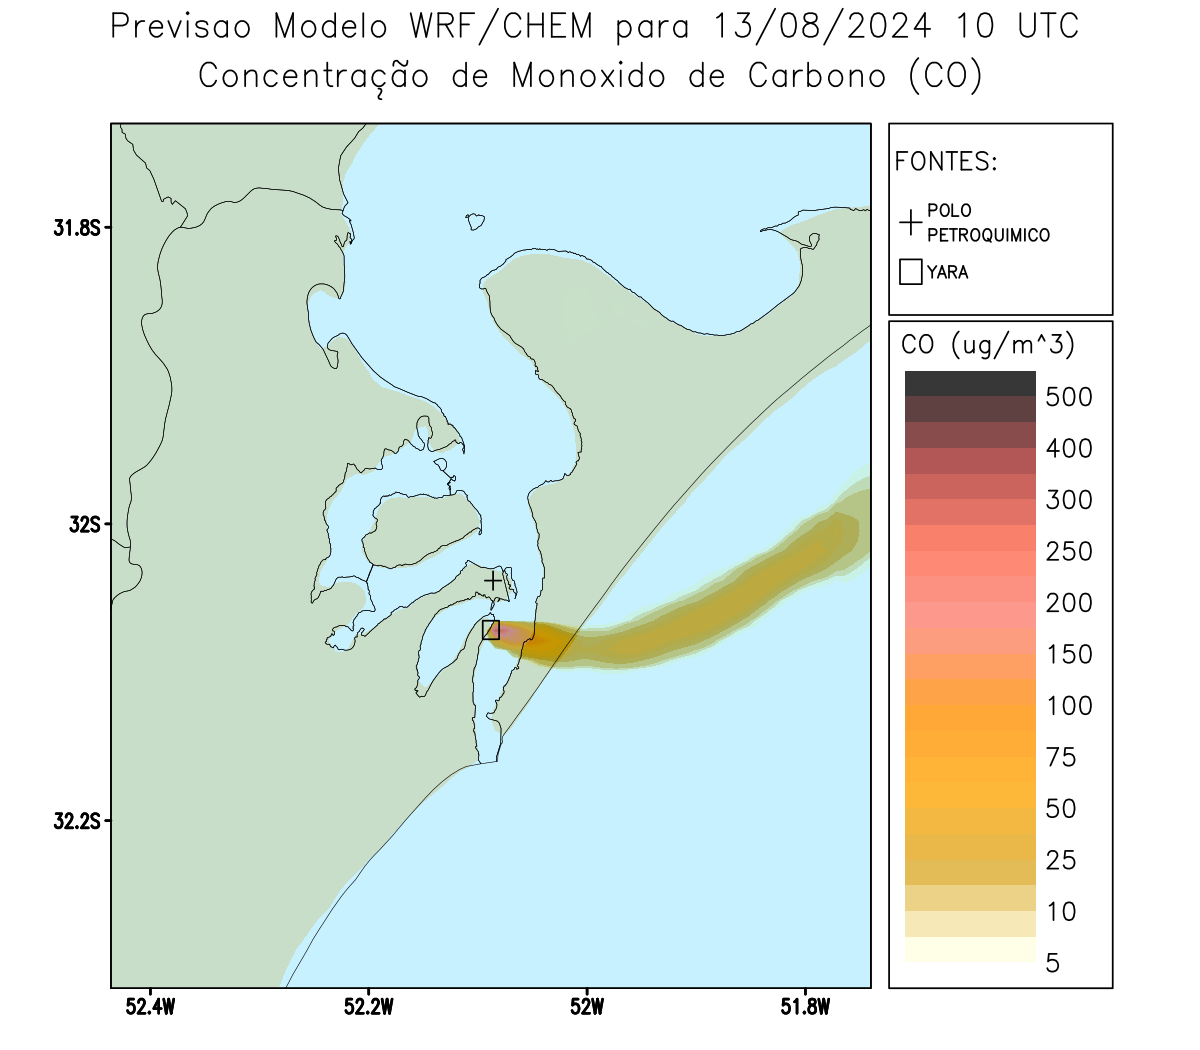 Previsao Modelo WRF/CHEM para 13/08/2024 10 UTC
Concentração de Monoxido de Carbono (CO)
FONTES:
POLO
PETROQUIMICO
YARA
CO (ug/m^3)
500
400
300
250
200
150
100
75
50
25
10
5
31.8S
32S
32.2S
52.4W
52.2W
52W
51.8W